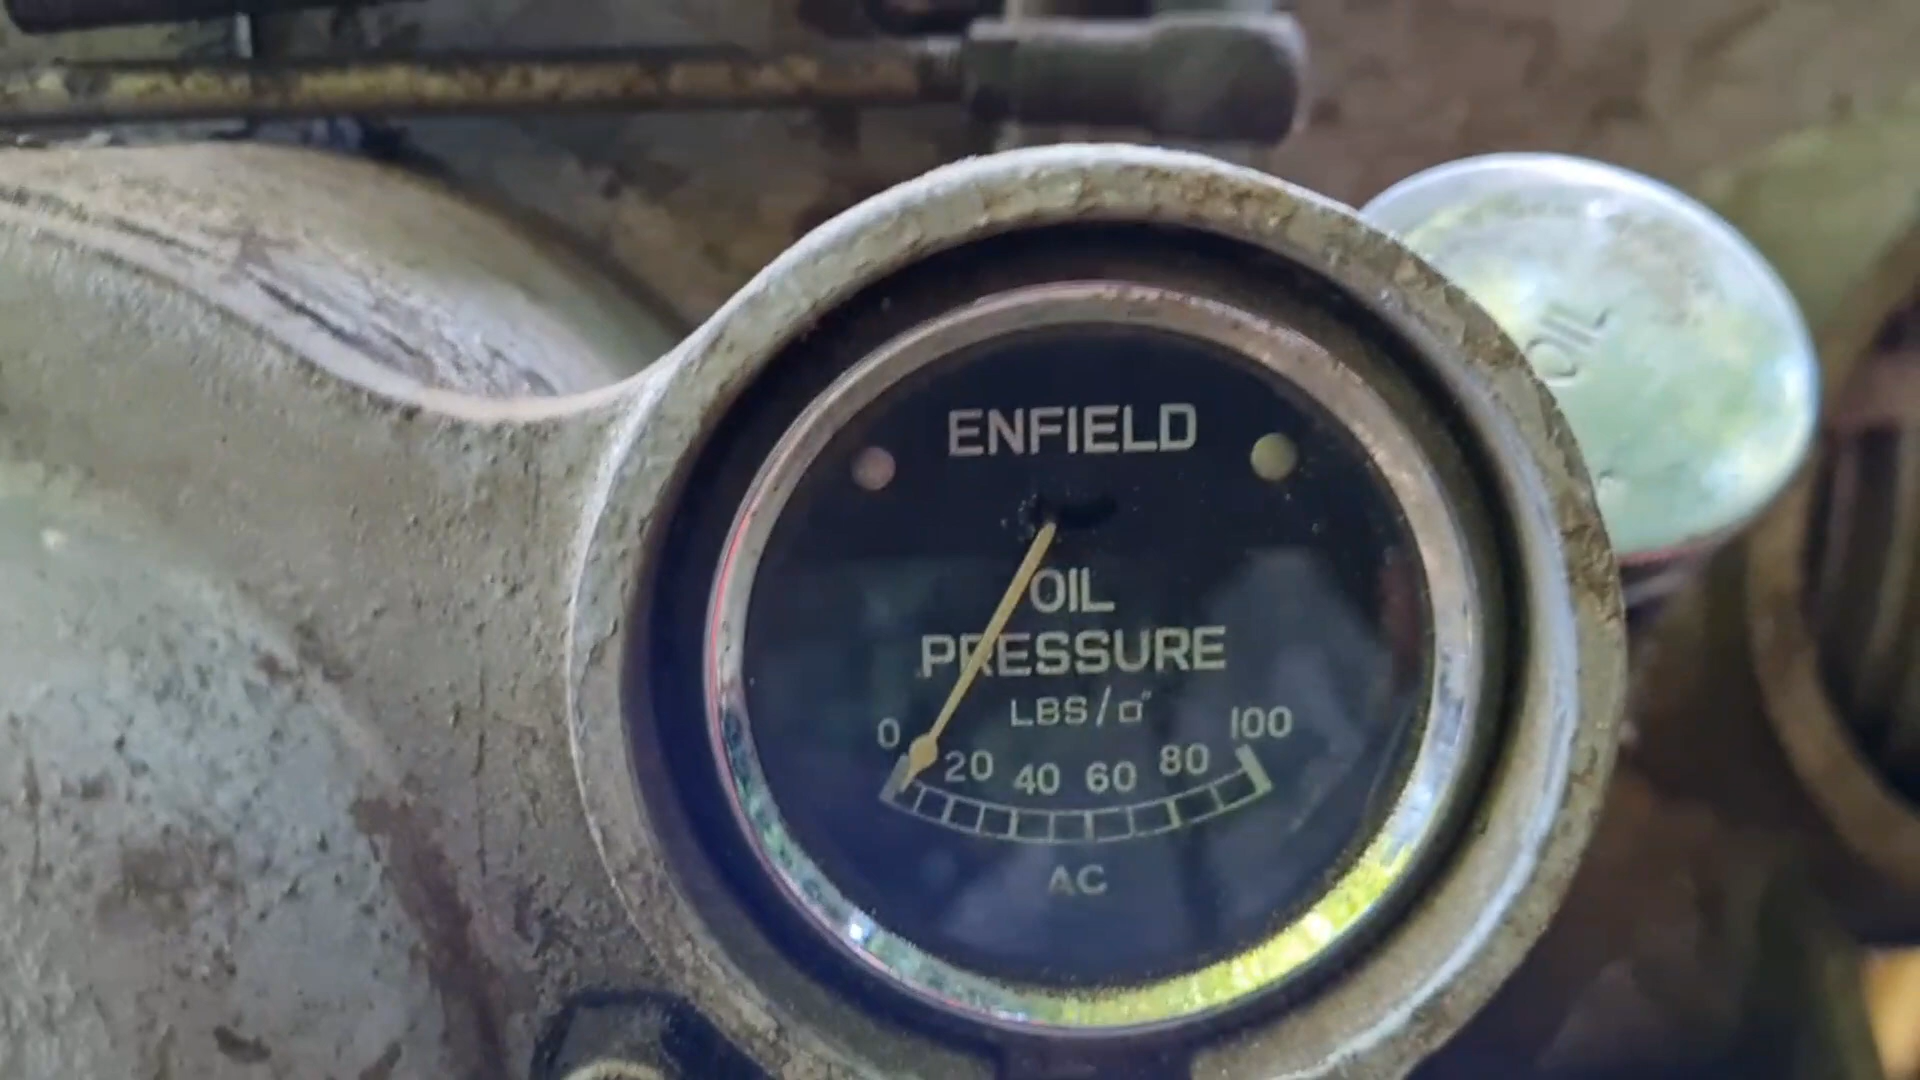 ENFIELD
OIL
PRESSURE
LBS/□"
0 20 40 60 80 100
AC
OIL